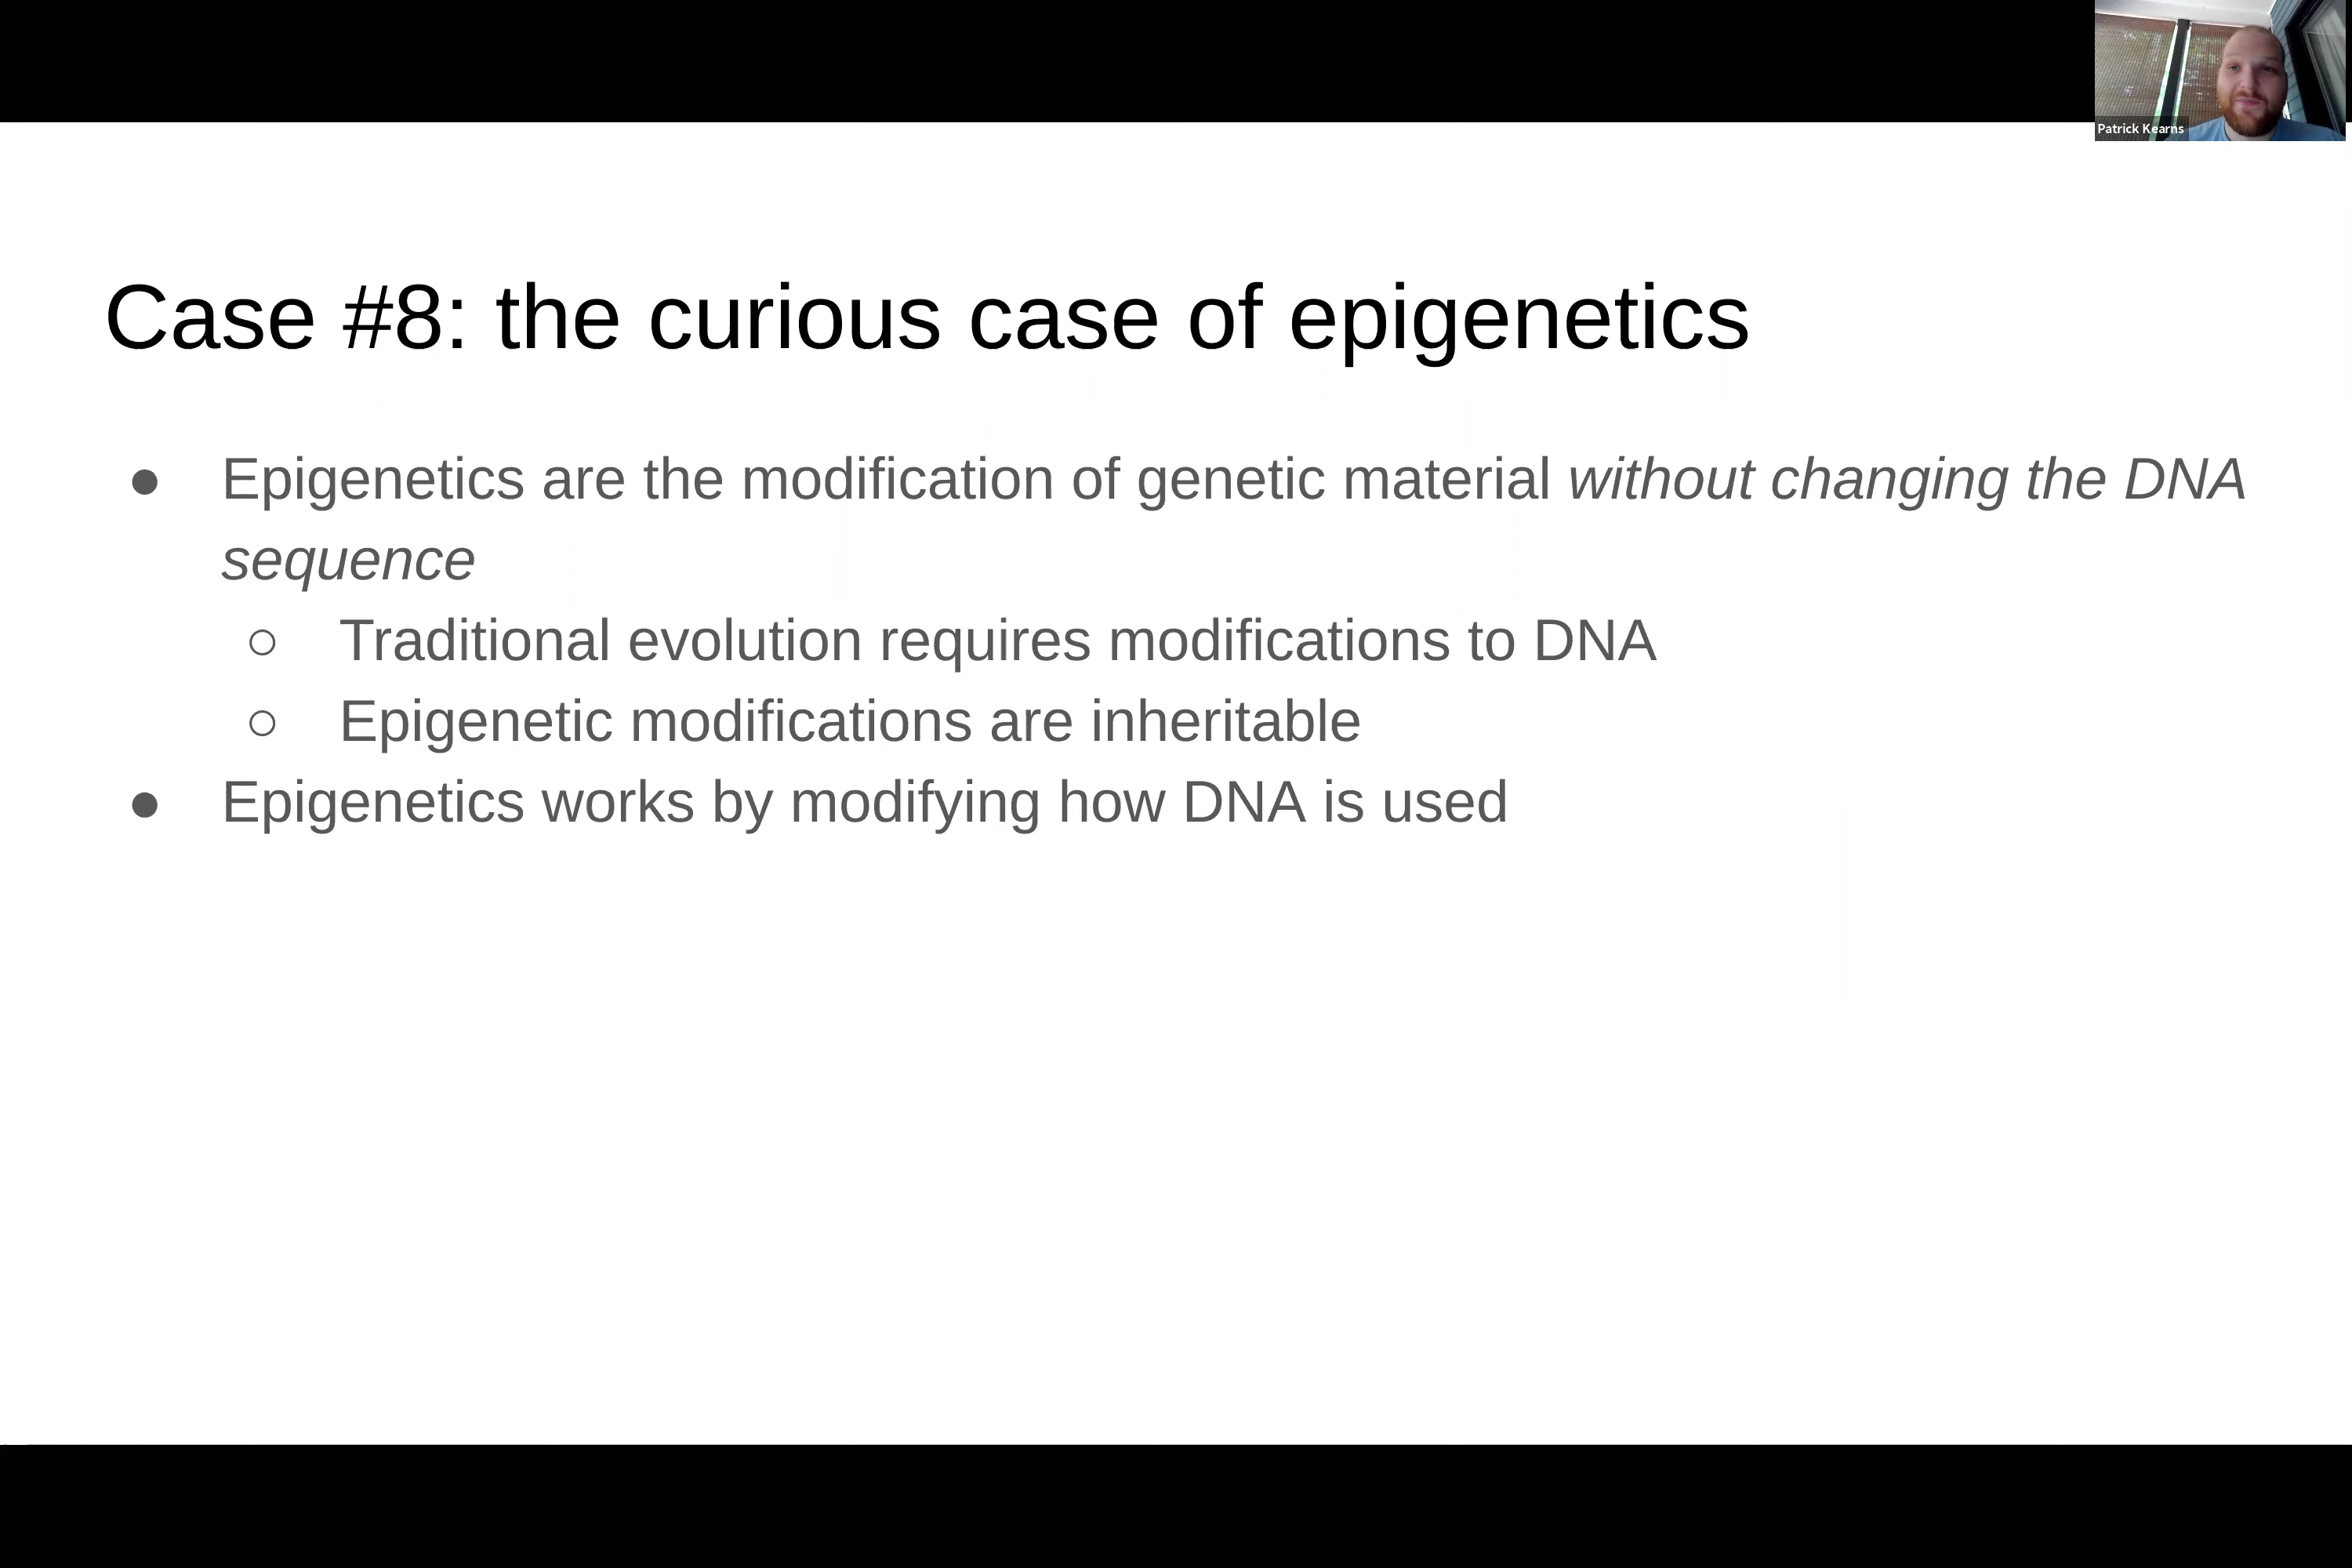 Patrick Kearns
Case #8: the curious case of epigenetics
● Epigenetics are the modification of genetic material without changing the DNA
sequence
○ Traditional evolution requires modifications to DNA
○ Epigenetic modifications are inheritable
● Epigenetics works by modifying how DNA is used